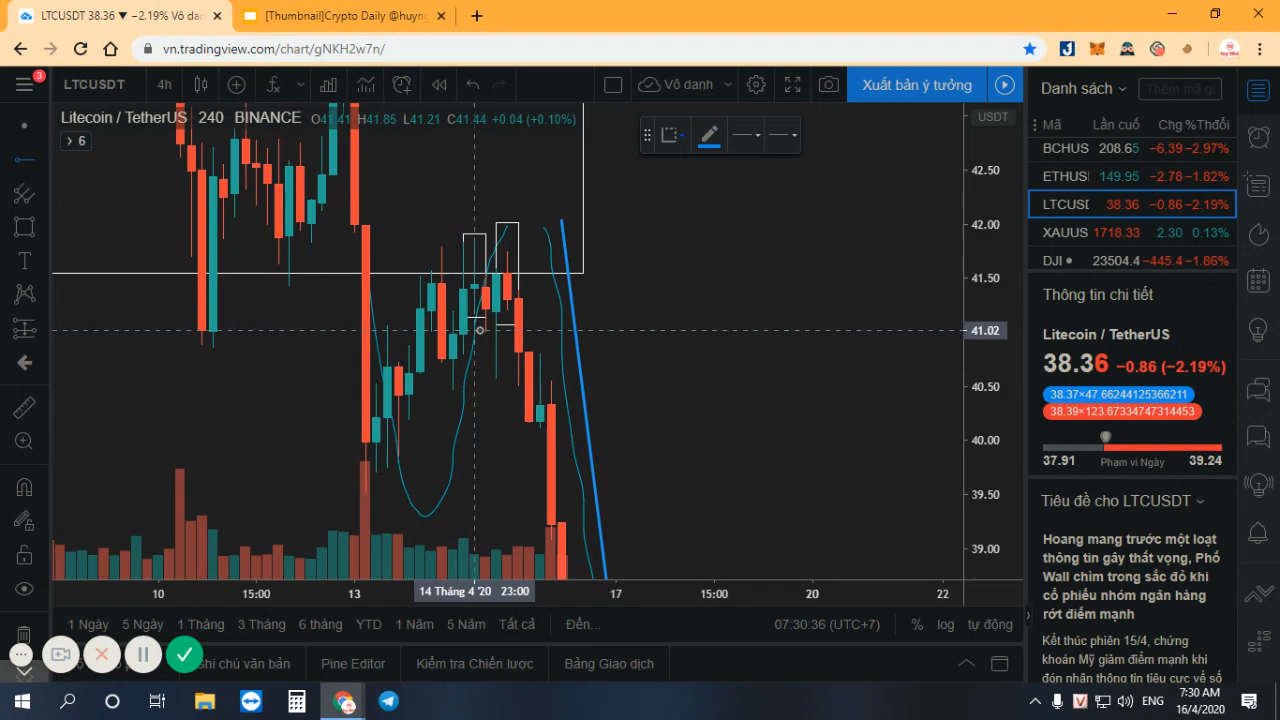 LTCUSDT 38.36 ▼ −2.19% Vô dan
[Thumbnail]Crypto Daily @huyng
vn.tradingview.com/chart/gNKH2w7n/
3
LTCUSDT 4h Vô danh Xuất bản ý tưởng Danh sách Thêm mã gi
Litecoin / TetherUS 240 BINANCE O41.41 H41.85 L41.21 C41.44 +0.04 (+0.10%) USDT
6
Mã Lần cuố Chg %Thđổi
BCHUS 208.65 −6.39 −2.97%
ETHUS 149.95 −2.78 −1.82%
LTCUSD 38.36 −0.86 −2.19%
XAUUS 1718.33 2.30 0.13%
DJI 23504.4 −445.4 −1.86%
42.50
42.00
41.50
41.02
40.50
40.00
39.50
39.00
Thông tin chi tiết
Litecoin / TetherUS
38.36 −0.86 (−2.19%)
38.37×47.66244125366211
38.39×123.67334747314453
37.91 Phạm vi Ngày 39.24
Tiêu đề cho LTCUSDT
Hoang mang trước một loạt
thông tin gây thất vọng, Phố
Wall chìm trong sắc đỏ khi
cổ phiếu nhóm ngân hàng
rớt điểm mạnh
Kết thúc phiên 15/4, chứng
khoán Mỹ giảm điểm mạnh khi
đón nhận thông tin tiêu cực về số
10 15:00 13 14 Tháng 4 '20 23:00 17 15:00 20 22
1 Ngày 5 Ngày 1 Tháng 3 Tháng 6 tháng YTD 1 Năm 5 Năm Tất cả Đến... 07:30:36 (UTC+7) % log tự động
Ghi chú văn bản Pine Editor Kiểm tra Chiến lược Bảng Giao dịch
ENG
7:30 AM
16/4/2020